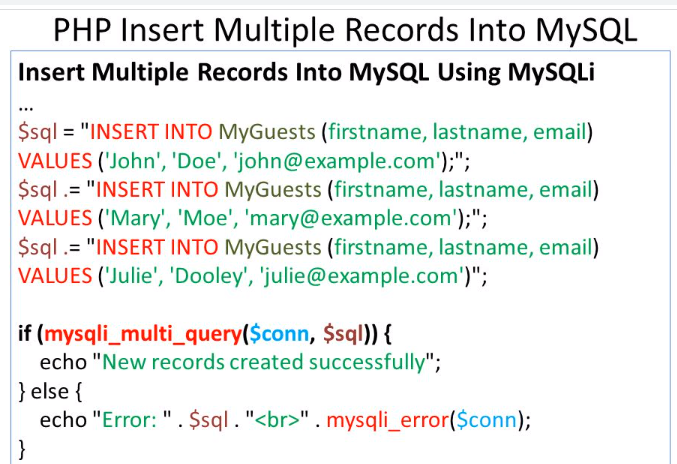 PHP Insert Multiple Records Into MySQL
Insert Multiple Records Into MySQL Using MySQLi
...
$sql = "INSERT INTO MyGuests (firstname, lastname, email)
VALUES ('John', 'Doe', 'john@example.com');";
$sql .= "INSERT INTO MyGuests (firstname, lastname, email)
VALUES ('Mary', 'Moe', 'mary@example.com');";
$sql .= "INSERT INTO MyGuests (firstname, lastname, email)
VALUES ('Julie', 'Dooley', 'julie@example.com')";
if (mysqli_multi_query($conn, $sql)) {
echo "New records created successfully";
} else {
echo "Error: " . $sql . "<br>" . mysqli_error($conn);
}